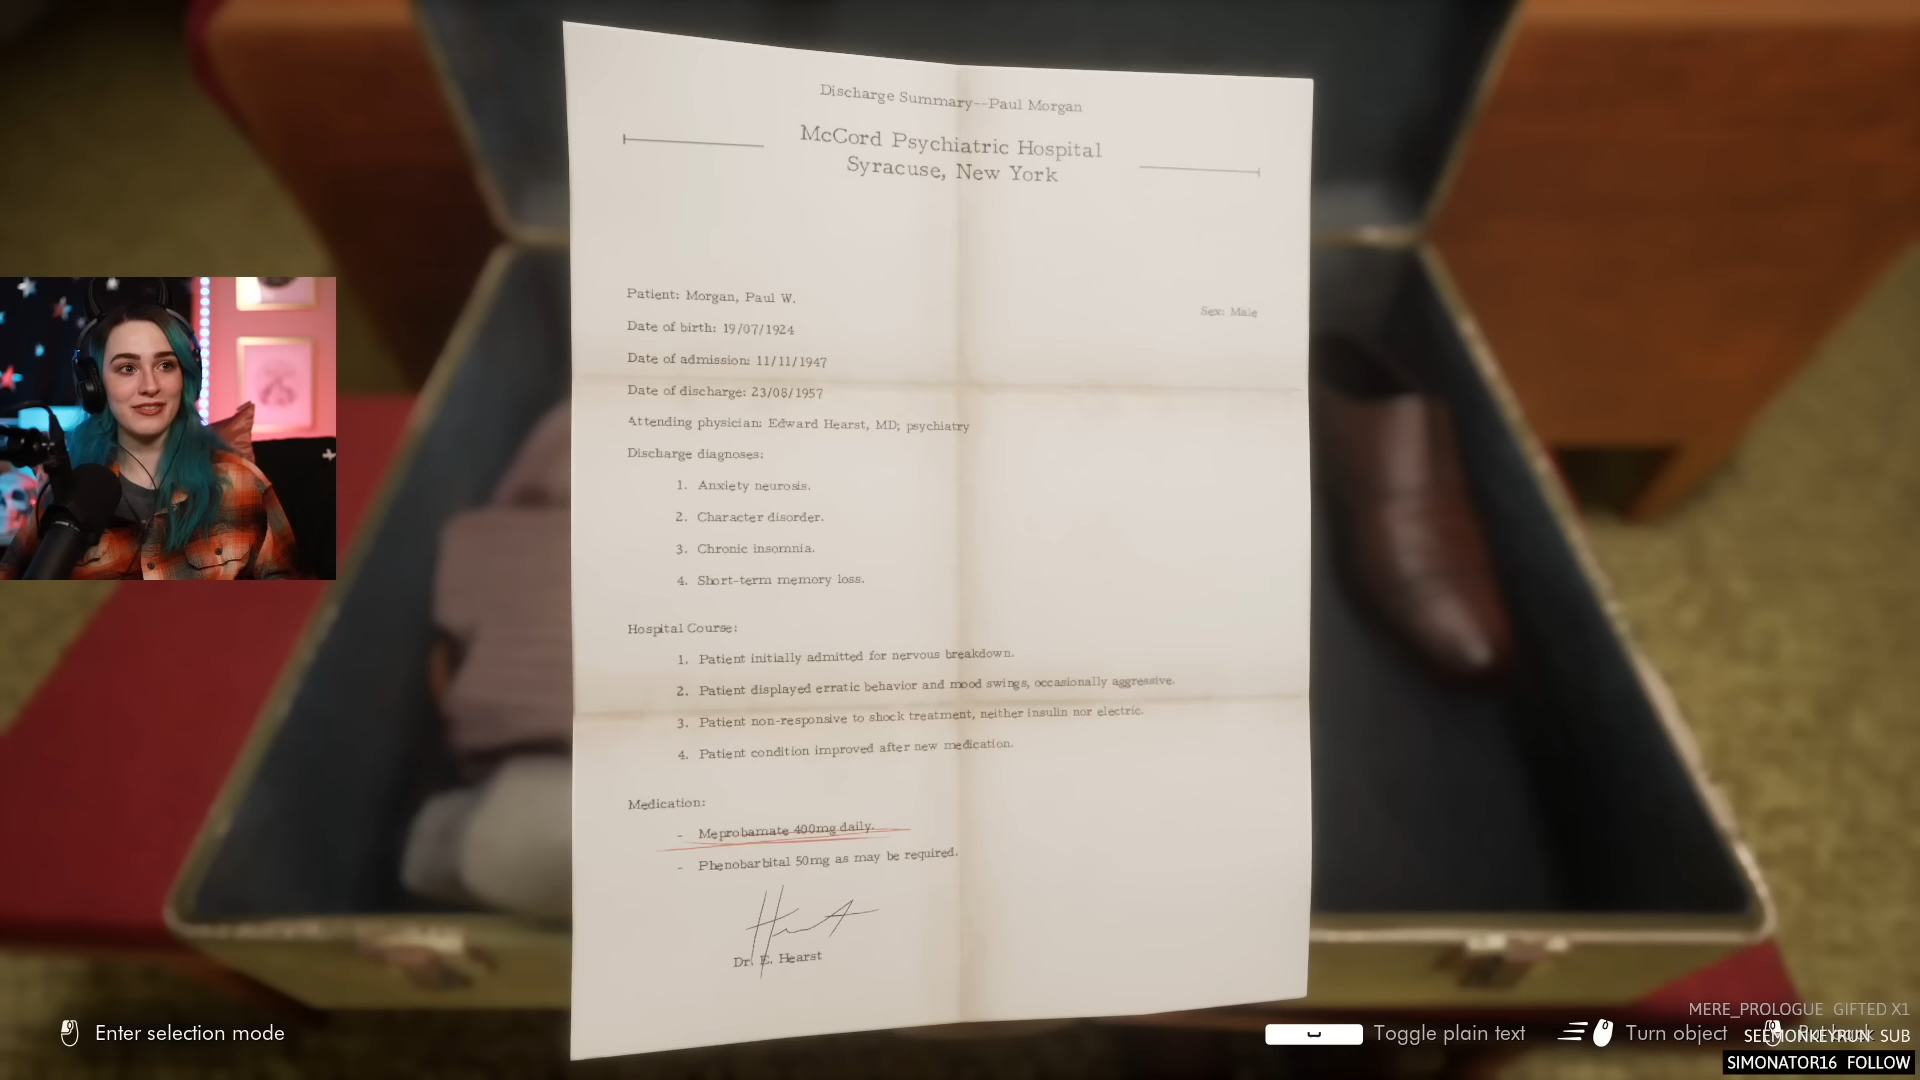 Discharge Summary--Paul Morgan
McCord Psychiatric Hospital
Syracuse, New York
Patient: Morgan, Paul W.
Sex: Male
Date of birth: 19/07/1924
Date of admission: 11/11/1947
Date of discharge: 23/08/1957
Attending physician: Edward Hearst, MD; psychiatry
Discharge diagnoses:
1. Anxiety neurosis.
2. Character disorder.
3. Chronic insomnia.
4. Short-term memory loss.
Hospital Course:
1. Patient initially admitted for nervous breakdown.
2. Patient displayed erratic behavior and mood swings, occasionally aggressive.
3. Patient non-responsive to shock treatment, neither insulin nor electric.
4. Patient condition improved after new medication.
Medication:
- Meprobamate 400mg daily.
- Phenobarbital 50mg as may be required.
Dr. E. Hearst
Enter selection mode
Toggle plain text
Turn object
MERE_PROLOGUE GIFTED X1
SEEMONKEYRUN SUB
SIMONATOR16 FOLLOW